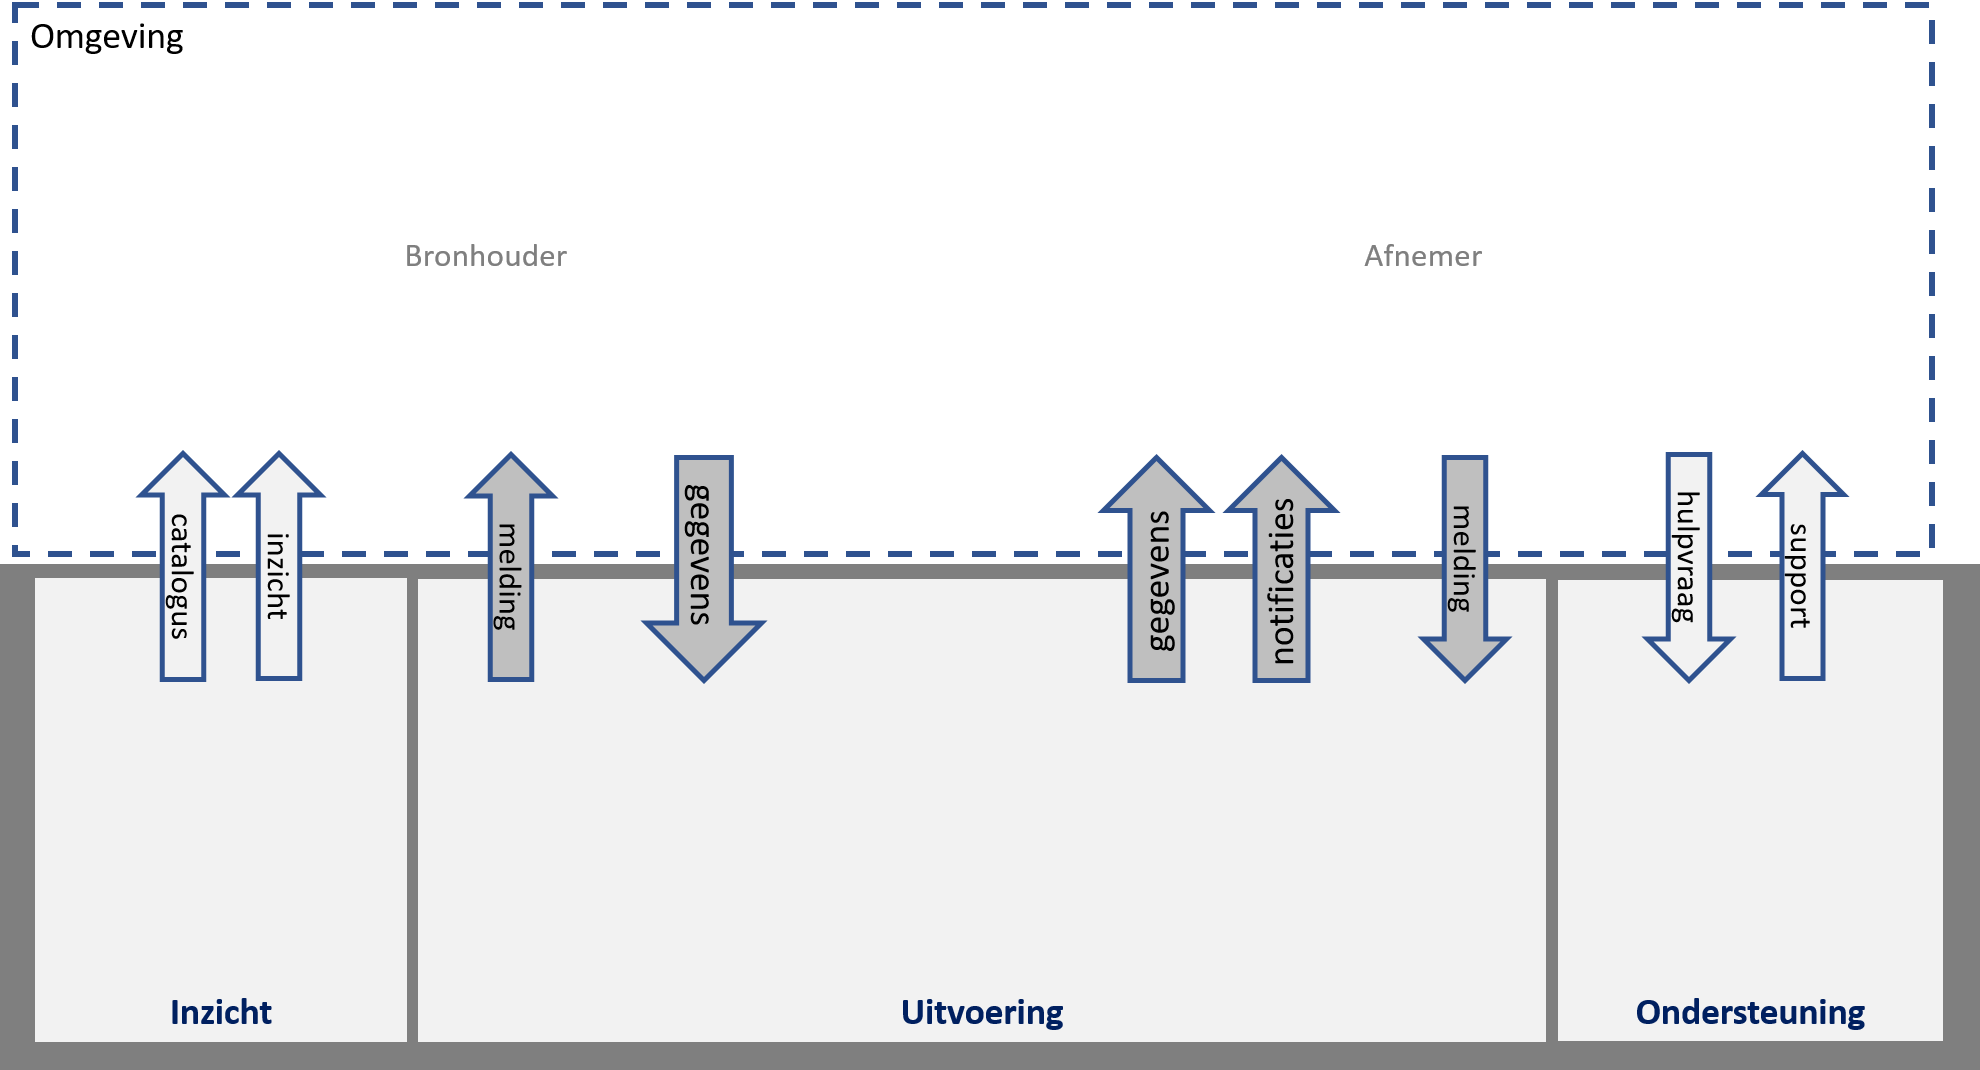 Omgeving
Bronhouder
Afnemer
catalogus
inzicht
melding
gegevens
gegevens
notificaties
melding
hulpvraag
support
Inzicht
Uitvoering
Ondersteuning